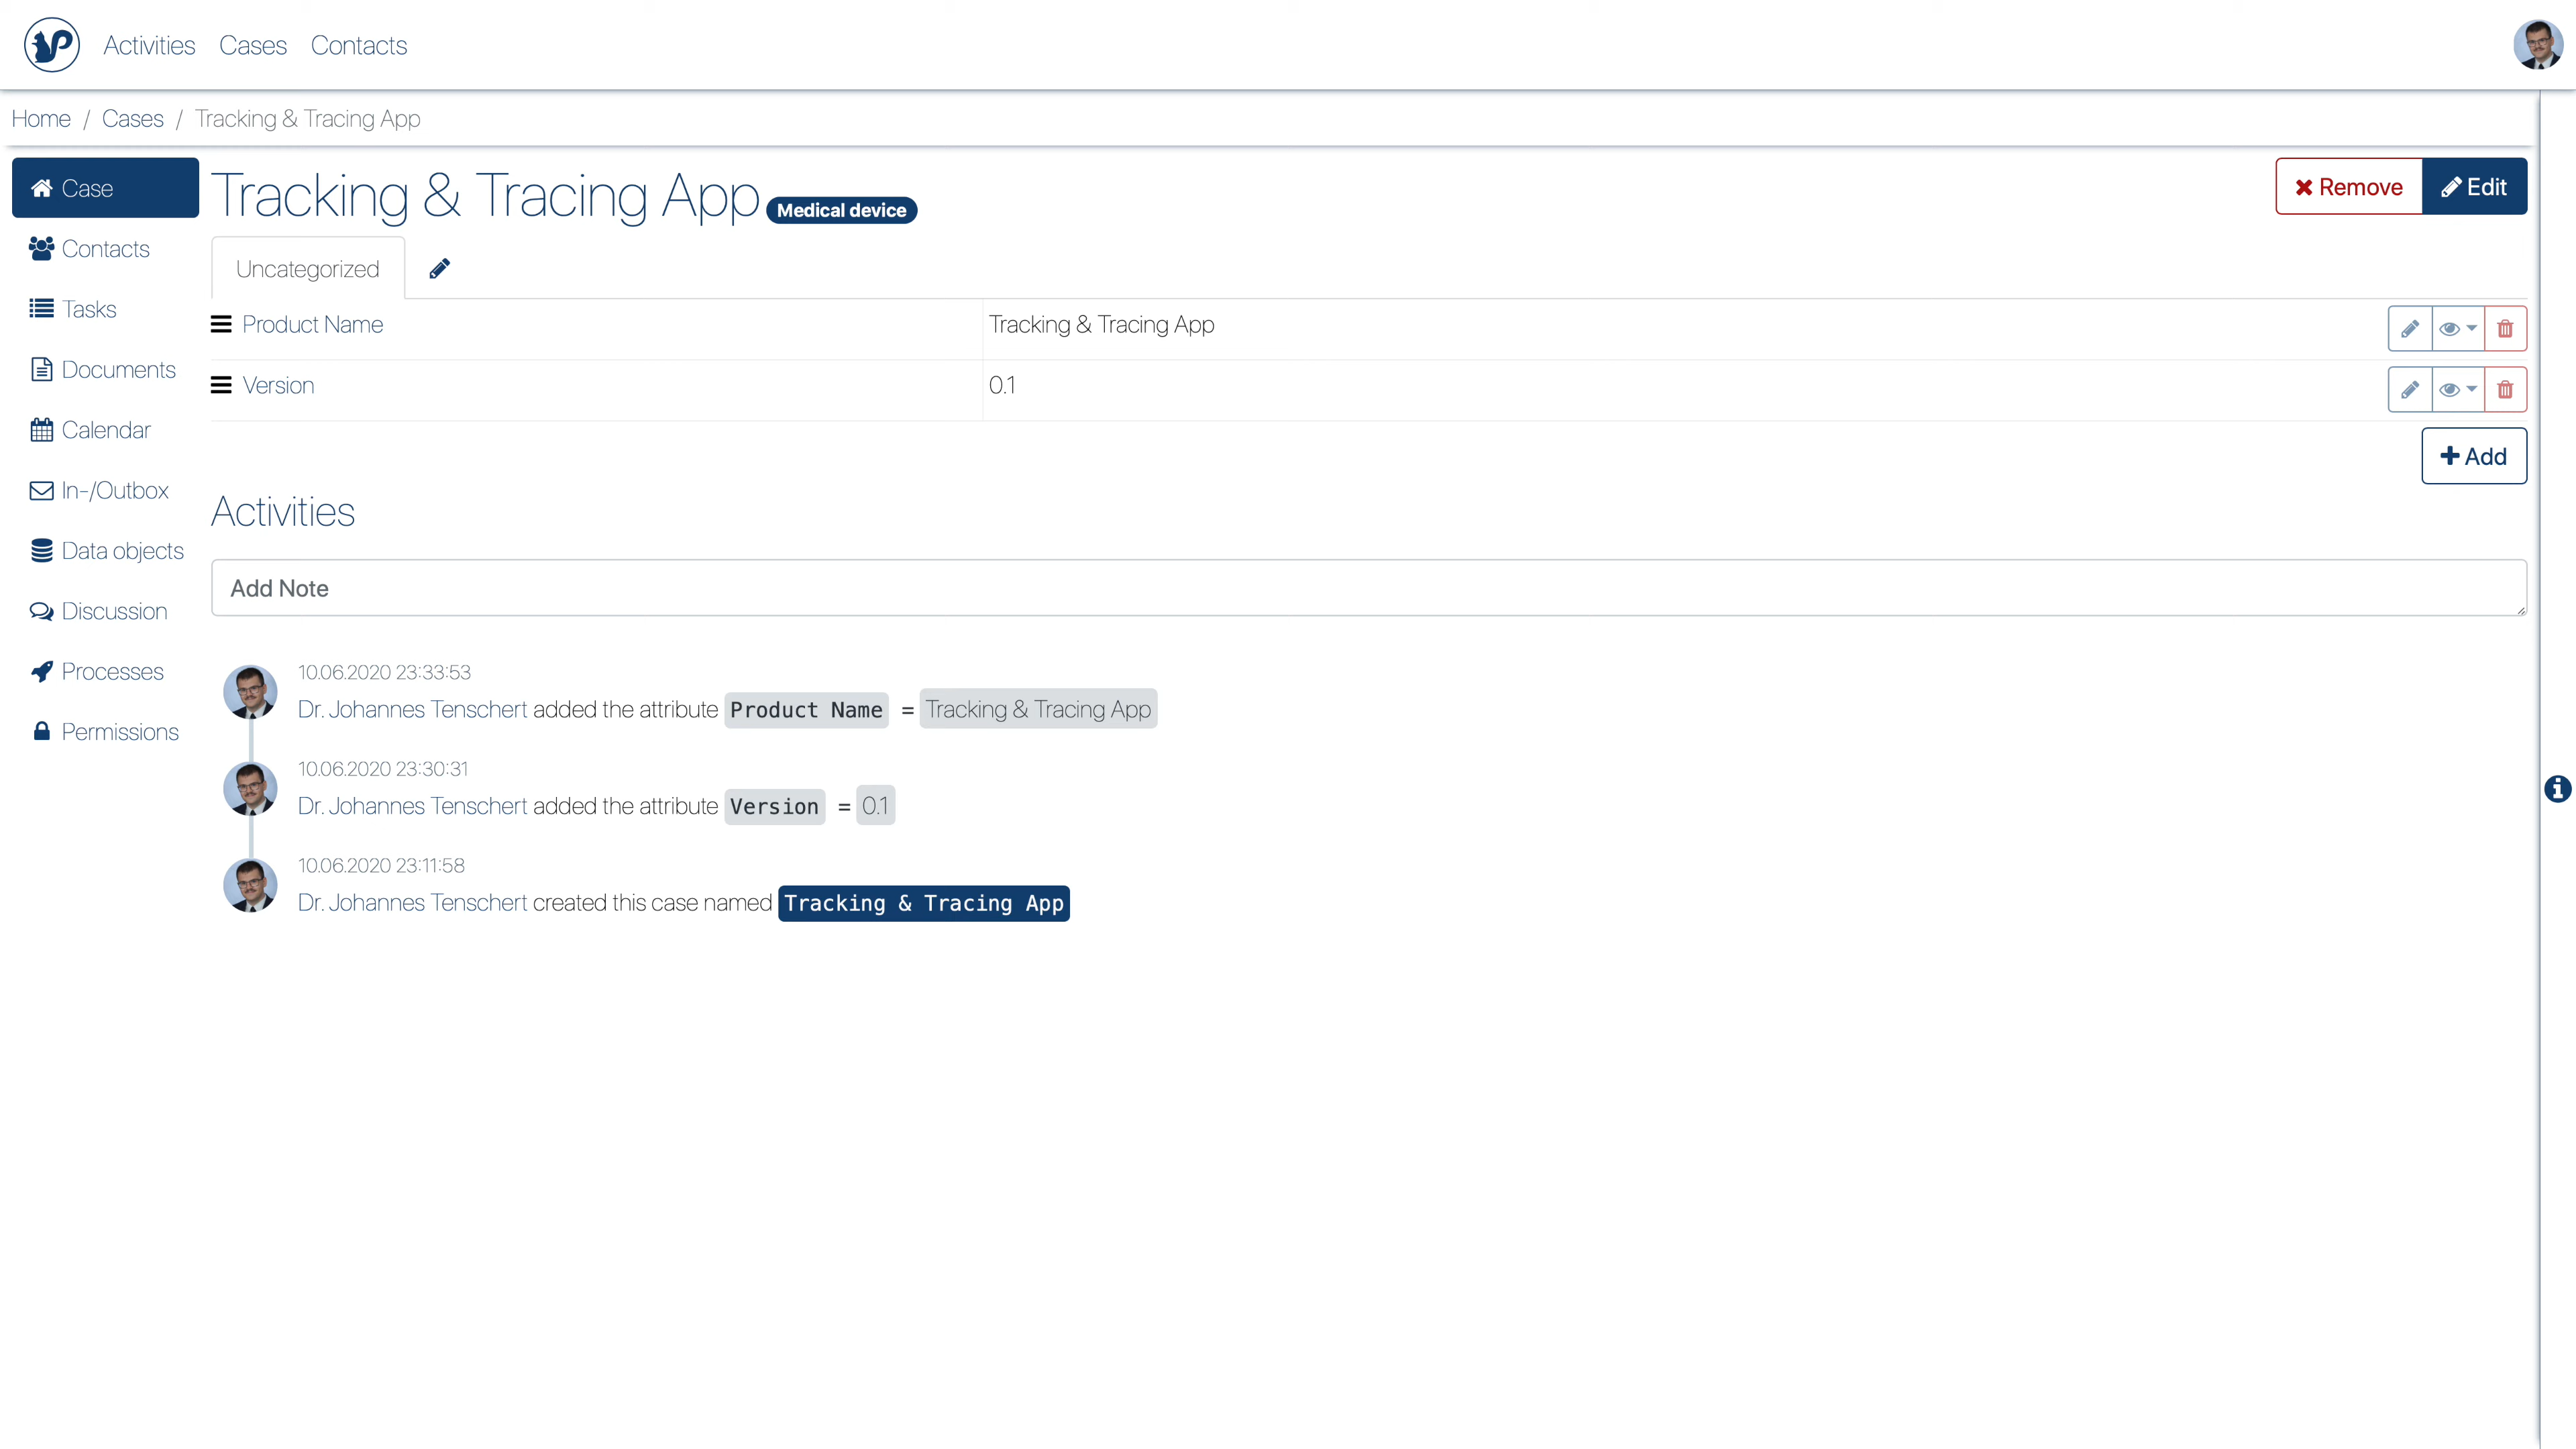 Activities Cases Contacts
Home / Cases / Tracking & Tracing App
Case
Contacts
Tasks
Documents
Calendar
In-/Outbox
Data objects
Discussion
Processes
Permissions
Tracking & Tracing App Medical device
Remove Edit
Uncategorized
Product Name Tracking & Tracing App
Version 0.1
Add
Activities
Add Note
10.06.2020 23:33:53
Dr. Johannes Tenschert added the attribute Product Name = Tracking & Tracing App
10.06.2020 23:30:31
Dr. Johannes Tenschert added the attribute Version = 0.1
10.06.2020 23:11:58
Dr. Johannes Tenschert created this case named Tracking & Tracing App